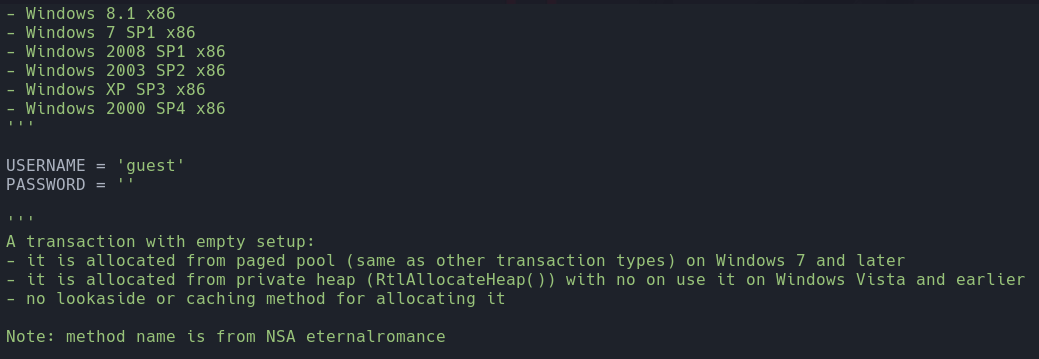 - Windows 8.1 x86
- Windows 7 SP1 x86
- Windows 2008 SP1 x86
- Windows 2003 SP2 x86
- Windows XP SP3 x86
- Windows 2000 SP4 x86
'''
USERNAME = 'guest'
PASSWORD = ''
'''
A transaction with empty setup:
- it is allocated from paged pool (same as other transaction types) on Windows 7 and later
- it is allocated from private heap (RtlAllocateHeap()) with no on use it on Windows Vista and earlier
- no lookaside or caching method for allocating it
Note: method name is from NSA eternalromance